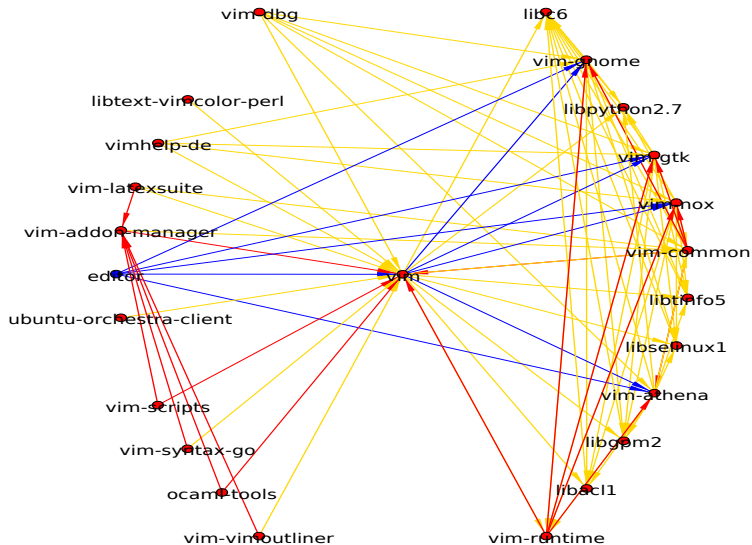 vim-dbg
libc6
vim-gnome
libtext-vimcolor-perl
libpython2.7
vimhelp-de
vim-gtk
vim-latexsuite
vim-nox
vim-addon-manager
vim-common
editor
vim
libtinfo5
ubuntu-orchestra-client
libselinux1
vim-athena
vim-scripts
libgpm2
vim-syntax-go
ocaml-tools
libacl1
vim-vimoutliner
vim-runtime